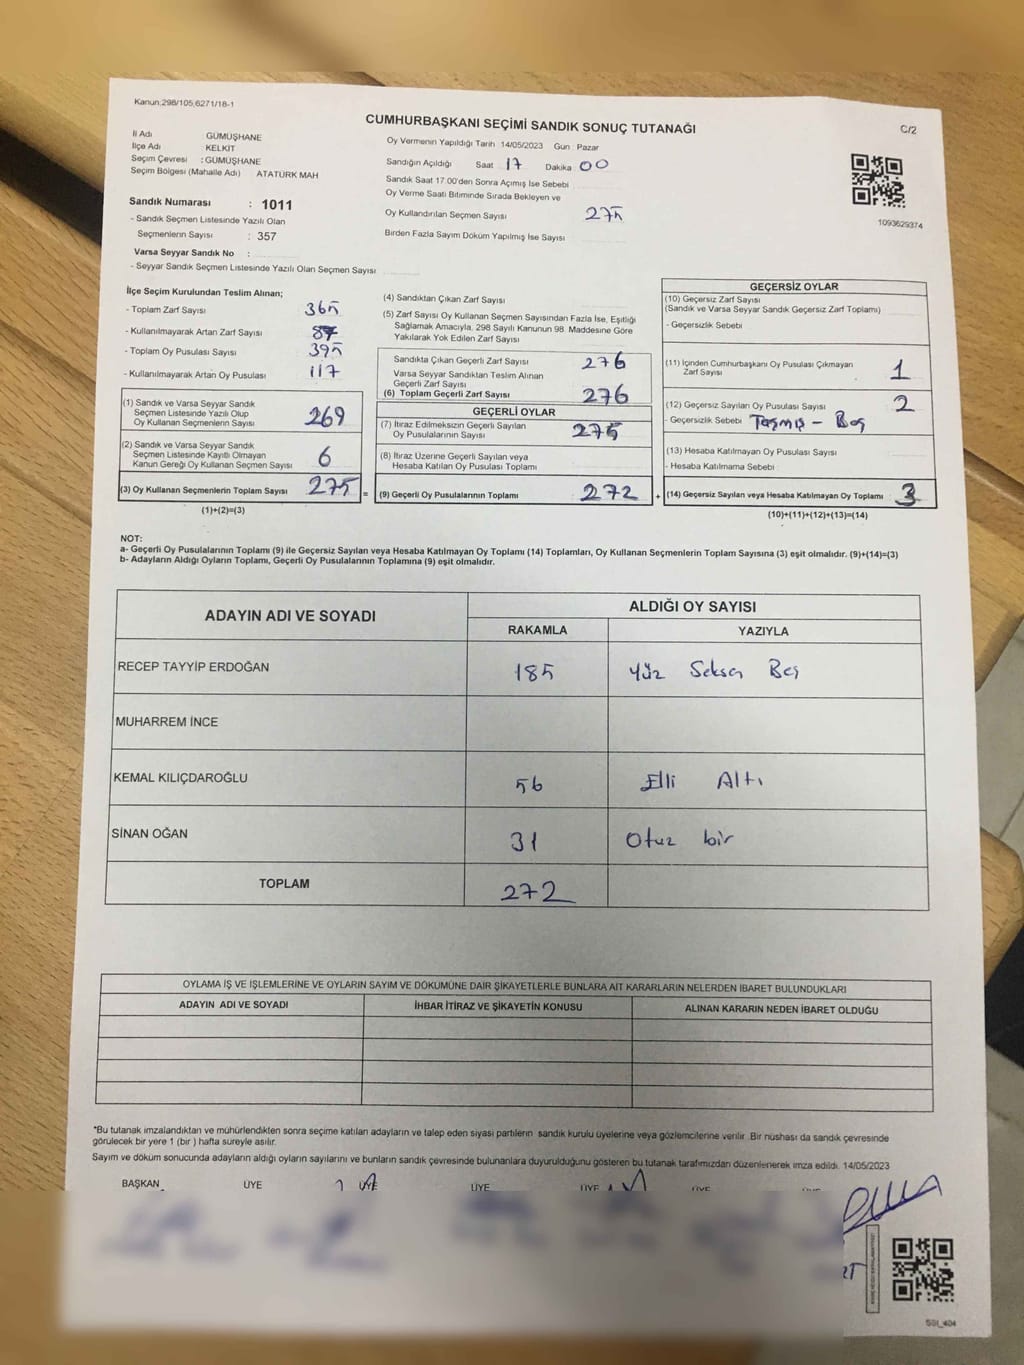 Kanun;298/105,6271/18-1
CUMHURBAŞKANI SEÇİMİ SANDIK SONUÇ TUTANAĞI
C/2
İl Adı GÜMÜŞHANE
İlçe Adı KELKİT
Seçim Çevresi : GÜMÜŞHANE
Seçim Bölgesi (Mahalle Adı) ATATÜRK MAH
Sandık Numarası : 1011
- Sandık Seçmen Listesinde Yazılı Olan
Seçmenlerin Sayısı : 357
Varsa Seyyar Sandık No :
- Seyyar Sandık Seçmen Listesinde Yazılı Olan Seçmen Sayısı
Oy Vermenin Yapıldığı Tarih 14/05/2023 Gün Pazar
Sandığın Açıldığı Saat 17 Dakika 00
Sandık Saat 17.00'den Sonra Açımış İse Sebebi
Oy Verme Saati Bitiminde Sırada Bekleyen ve
Oy Kullandırılan Seçmen Sayısı 275
Birden Fazla Sayım Döküm Yapılmış İse Sayısı
1093629374
İlçe Seçim Kurulundan Teslim Alınan;
- Toplam Zarf Sayısı 365
- Kullanılmayarak Artan Zarf Sayısı 87
- Toplam Oy Pusulası Sayısı 395
- Kullanılmayarak Artan Oy Pusulası 117
(1) Sandık ve Varsa Seyyar Sandık
Seçmen Listesinde Yazılı Olup
Oy Kullanan Seçmenlerin Sayısı 269
(2) Sandık ve Varsa Seyyar Sandık
Seçmen Listesinde Kayıtlı Olmayan
Kanun Gereği Oy Kullanan Seçmen Sayısı 6
(3) Oy Kullanan Seçmenlerin Toplam Sayısı 275 =
(1)+(2)=(3)
(4) Sandıktan Çıkan Zarf Sayısı
(5) Zarf Sayısı Oy Kullanan Seçmen Sayısından Fazla İse, Eşitliği
Sağlamak Amacıyla, 298 Sayılı Kanunun 98. Maddesine Göre
Yakılarak Yok Edilen Zarf Sayısı
Sandıkta Çıkan Geçerli Zarf Sayısı 276
Varsa Seyyar Sandıktan Teslim Alınan
Geçerli Zarf Sayısı
(6) Toplam Geçerli Zarf Sayısı 276
GEÇERLİ OYLAR
(7) İtiraz Edilmeksizin Geçerli Sayılan
Oy Pusulalarının Sayısı 275
(8) İtiraz Üzerine Geçerli Sayılan veya
Hesaba Katılan Oy Pusulası Toplamı
(9) Geçerli Oy Pusulalarının Toplamı 272 +
GEÇERSİZ OYLAR
(10) Geçersiz Zarf Sayısı
(Sandık ve Varsa Seyyar Sandık Geçersiz Zarf Toplamı)
- Geçersizlik Sebebi
(11) İçinden Cumhurbaşkanı Oy Pusulası Çıkmayan
Zarf Sayısı 1
(12) Geçersiz Sayılan Oy Pusulası Sayısı 2
- Geçersizlik Sebebi Taşmış - Boş
(13) Hesaba Katılmayan Oy Pusulası Sayısı
- Hesaba Katılmama Sebebi
(14) Geçersiz Sayılan veya Hesaba Katılmayan Oy Toplamı 3
(10)+(11)+(12)+(13)=(14)
NOT:
a- Geçerli Oy Pusulalarının Toplamı (9) ile Geçersiz Sayılan veya Hesaba Katılmayan Oy Toplamı (14) Toplamları, Oy Kullanan Seçmenlerin Toplam Sayısına (3) eşit olmalıdır. (9)+(14)=(3)
b- Adayların Aldığı Oyların Toplamı, Geçerli Oy Pusulalarının Toplamına (9) eşit olmalıdır.
ADAYIN ADI VE SOYADI
ALDIĞI OY SAYISI
RAKAMLA YAZIYLA
RECEP TAYYİP ERDOĞAN 185 Yüz Seksen Beş
MUHARREM İNCE
KEMAL KILIÇDAROĞLU 56 Elli Altı
SİNAN OĞAN 31 Otuz bir
TOPLAM 272
OYLAMA İŞ VE İŞLEMLERİNE VE OYLARIN SAYIM VE DÖKÜMÜNE DAİR ŞİKAYETLERLE BUNLARA AİT KARARLARIN NELERDEN İBARET BULUNDUKLARI
ADAYIN ADI VE SOYADI İHBAR İTİRAZ VE ŞİKAYETİN KONUSU ALINAN KARARIN NEDEN İBARET OLDUĞU
*Bu tutanak imzalandıktan ve mühürlendikten sonra seçime katılan adayların ve talep eden siyasi partilerin sandık kurulu üyelerine veya gözlemcilerine verilir. Bir nüshası da sandık çevresinde
görülecek bir yere 1 (bir) hafta süreyle asılır.
Sayım ve döküm sonucunda adayların aldığı oyların sayılarını ve bunların sandık çevresinde bulunanlara duyurulduğunu gösteren bu tutanak tarafımızdan düzenlenerek imza edildi. 14/05/2023
BAŞKAN ÜYE ÜYE ÜYE ÜYE ÜYE